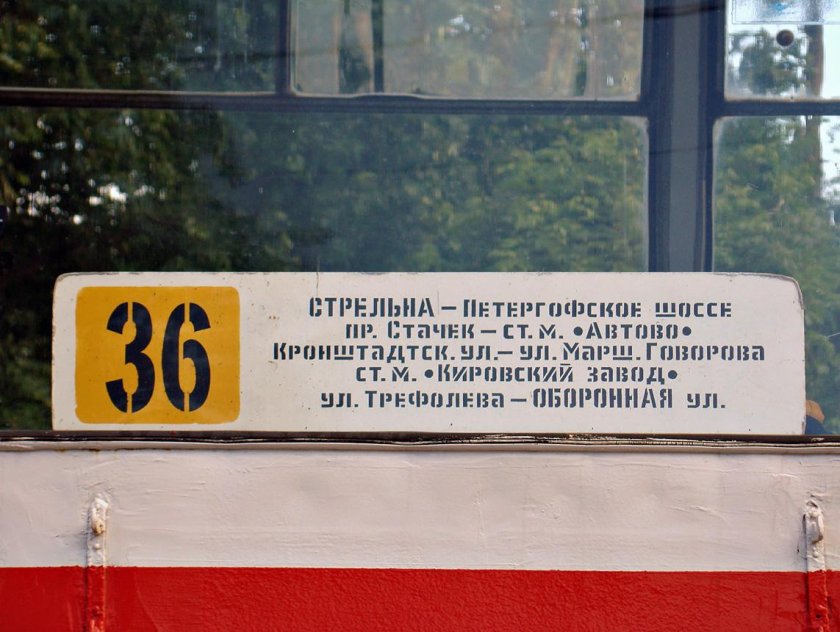 36
СТРЕЛЬНА – ПЕТЕРГОФСКОЕ ШОССЕ
ПР. СТАЧЕК – СТ. М. •АВТОВО•
КРОНШТАДТСК. УЛ. – УЛ. МАРШ. ГОВОРОВА
СТ. М. •КИРОВСКИЙ ЗАВОД•
УЛ. ТРЕФОЛЕВА – ОБОРОННАЯ УЛ.